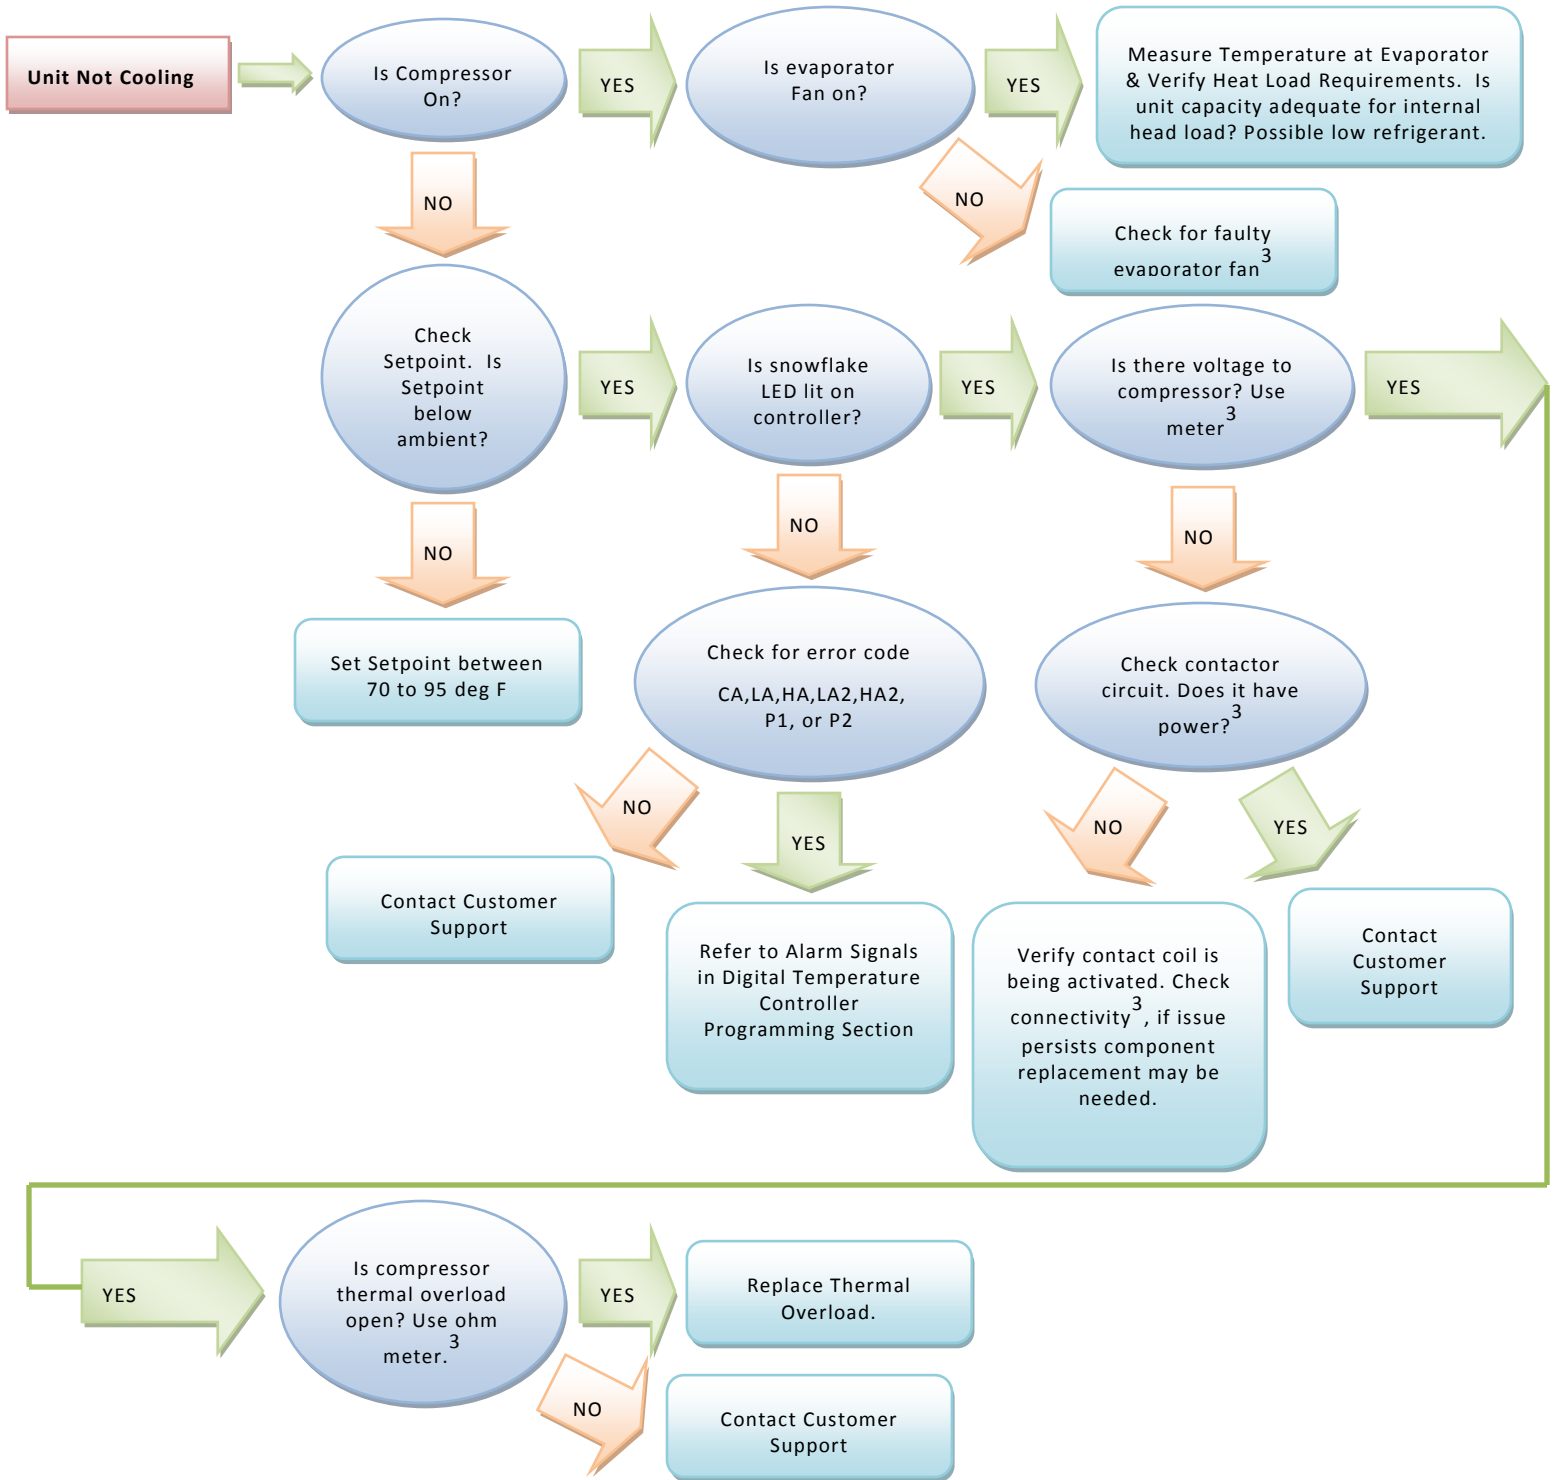 Unit Not Cooling
Is Compressor
On?
YES
Is evaporator
Fan on?
YES
Measure Temperature at Evaporator
& Verify Heat Load Requirements. Is
unit capacity adequate for internal
head load? Possible low refrigerant.
NO
NO
Check for faulty
evaporator fan3
Check
Setpoint. Is
Setpoint
below
ambient?
YES
Is snowflake
LED lit on
controller?
YES
Is there voltage to
compressor? Use
meter3
YES
NO
NO
NO
Set Setpoint between
70 to 95 deg F
Check for error code
CA,LA,HA,LA2,HA2,
P1, or P2
Check contactor
circuit. Does it have
power?3
NO
YES
NO
YES
Contact Customer
Support
Refer to Alarm Signals
in Digital Temperature
Controller
Programming Section
Verify contact coil is
being activated. Check
connectivity3, if issue
persists component
replacement may be
needed.
Contact
Customer
Support
YES
Is compressor
thermal overload
open? Use ohm
meter.3
YES
Replace Thermal
Overload.
NO
Contact Customer
Support